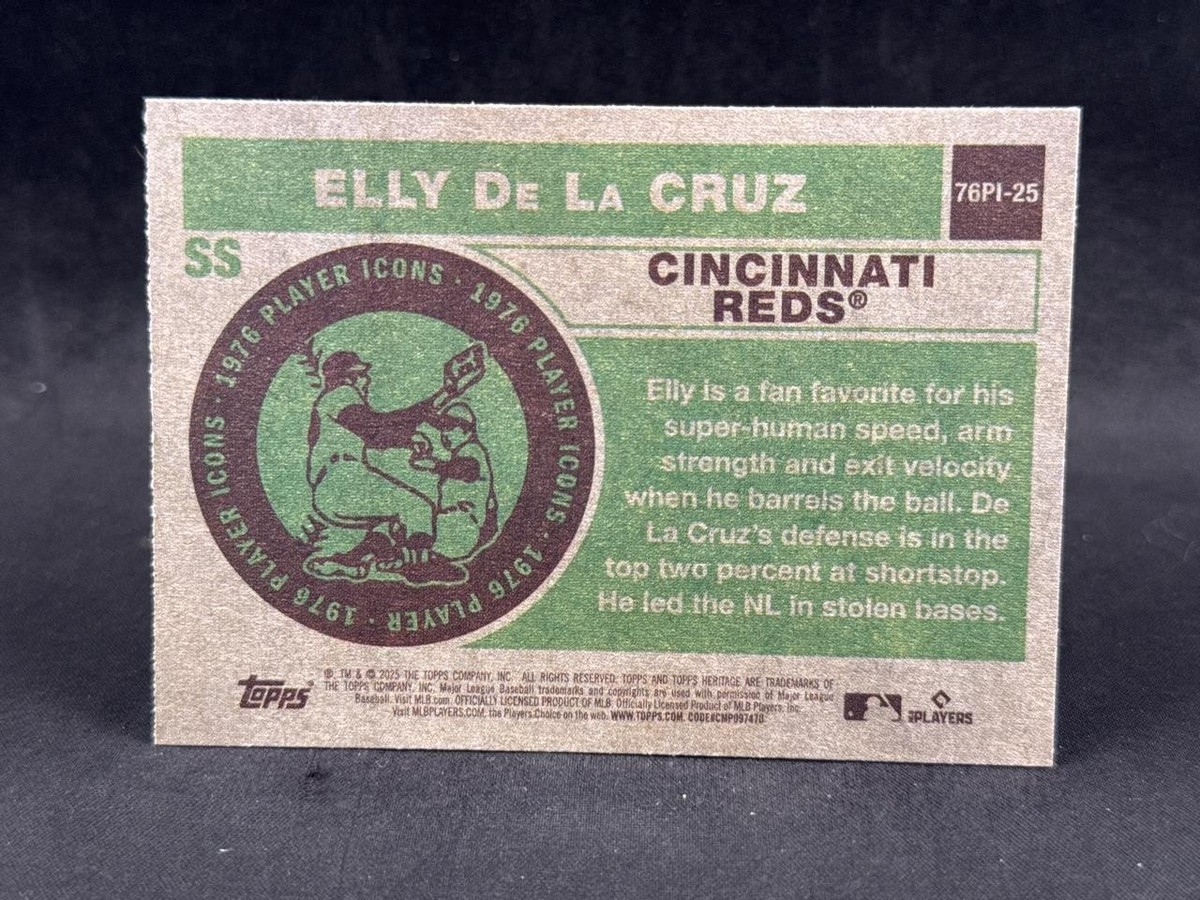 ELLY DE LA CRUZ
76PI-25
SS
CINCINNATI
REDS®
1976 PLAYER ICONS · 1976 PLAYER ICONS · 1976 PLAYER · 1976 PLAYER ICONS ·
Elly is a fan favorite for his
super-human speed, arm
strength and exit velocity
when he barrels the ball. De
La Cruz's defense is in the
top two percent at shortstop.
He led the NL in stolen bases.
topps
®, TM & © 2025 THE TOPPS COMPANY, INC. ALL RIGHTS RESERVED. TOPPS AND TOPPS HERITAGE ARE TRADEMARKS OF
THE TOPPS COMPANY, INC. Major League Baseball trademarks and copyrights are used with permission of Major League
Baseball. Visit MLB.com. OFFICIALLY LICENSED PRODUCT OF MLB Players, Inc.
Visit MLBPLAYERS.COM, the Players Choice on the web. WWW.TOPPS.COM. CODE#CMP097470
PLAYERS